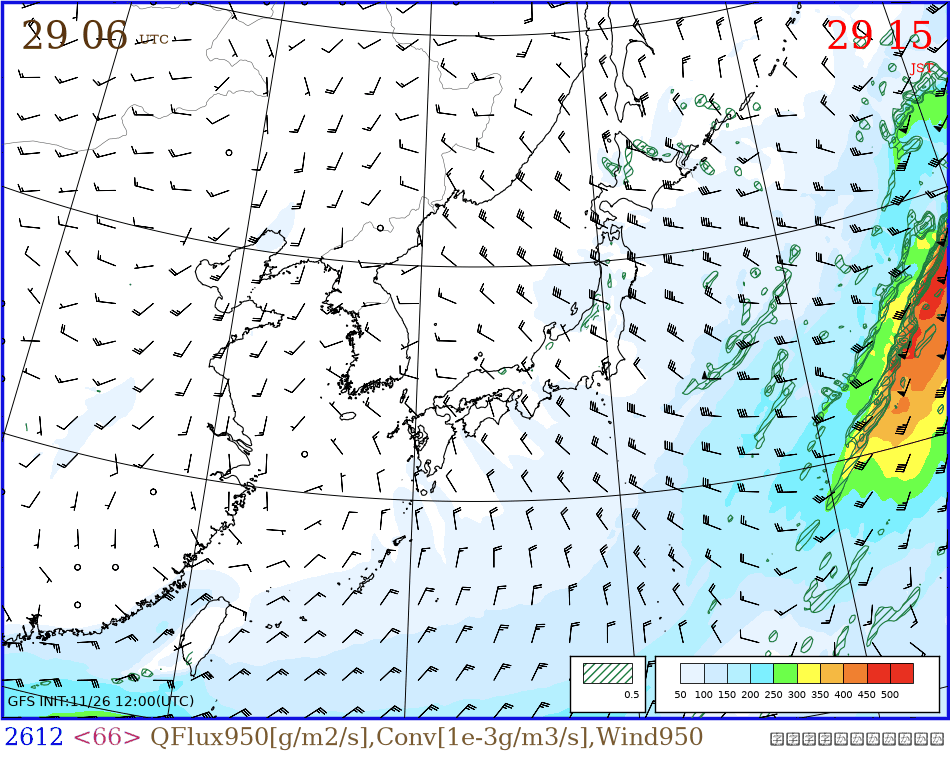 29 06 UTC
29 15
JST
0.5
50 100 150 200 250 300 350 400 450 500
GFS INIT:11/26 12:00(UTC)
2612 <66> QFlux950[g/m2/s],Conv[1e-3g/m3/s],Wind950